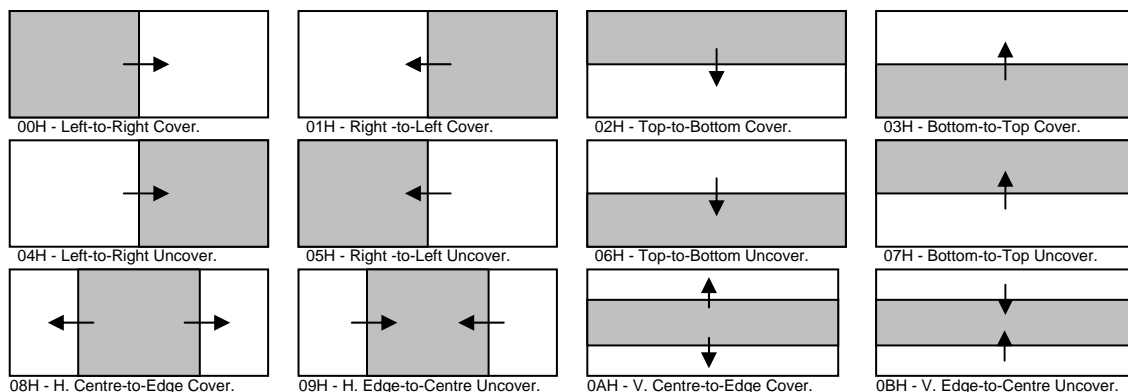 00H - Left-to-Right Cover.
01H - Right -to-Left Cover.
02H - Top-to-Bottom Cover.
03H - Bottom-to-Top Cover.
04H - Left-to-Right Uncover.
05H - Right -to-Left Uncover.
06H - Top-to-Bottom Uncover.
07H - Bottom-to-Top Uncover.
08H - H. Centre-to-Edge Cover.
09H - H. Edge-to-Centre Uncover.
0AH - V. Centre-to-Edge Cover.
0BH - V. Edge-to-Centre Uncover.